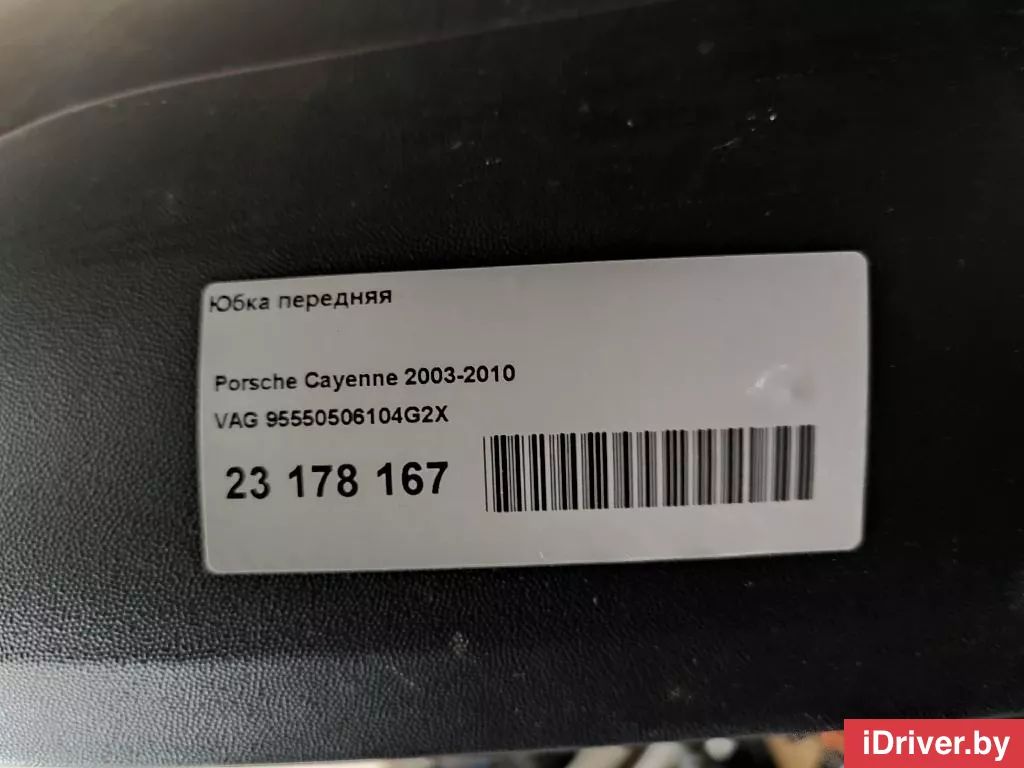 Юбка передняя
Porsche Cayenne 2003-2010
VAG 95550506104G2X
23 178 167
iDriver.by